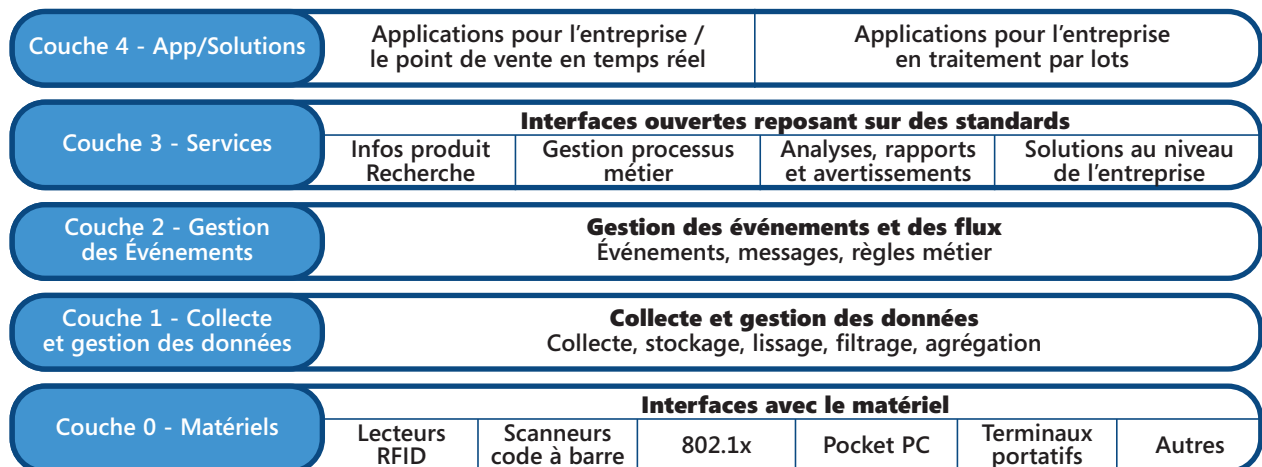 Couche 4 - App/Solutions
Applications pour l’entreprise /
le point de vente en temps réel
Applications pour l’entreprise
en traitement par lots
Couche 3 - Services
Interfaces ouvertes reposant sur des standards
Infos produit
Recherche
Gestion processus
métier
Analyses, rapports
et avertissements
Solutions au niveau
de l’entreprise
Couche 2 - Gestion
des Événements
Gestion des événements et des flux
Événements, messages, règles métier
Couche 1 - Collecte
et gestion des données
Collecte et gestion des données
Collecte, stockage, lissage, filtrage, agrégation
Couche 0 - Matériels
Interfaces avec le matériel
Lecteurs
RFID
Scanneurs
code à barre
802.1x
Pocket PC
Terminaux
portatifs
Autres